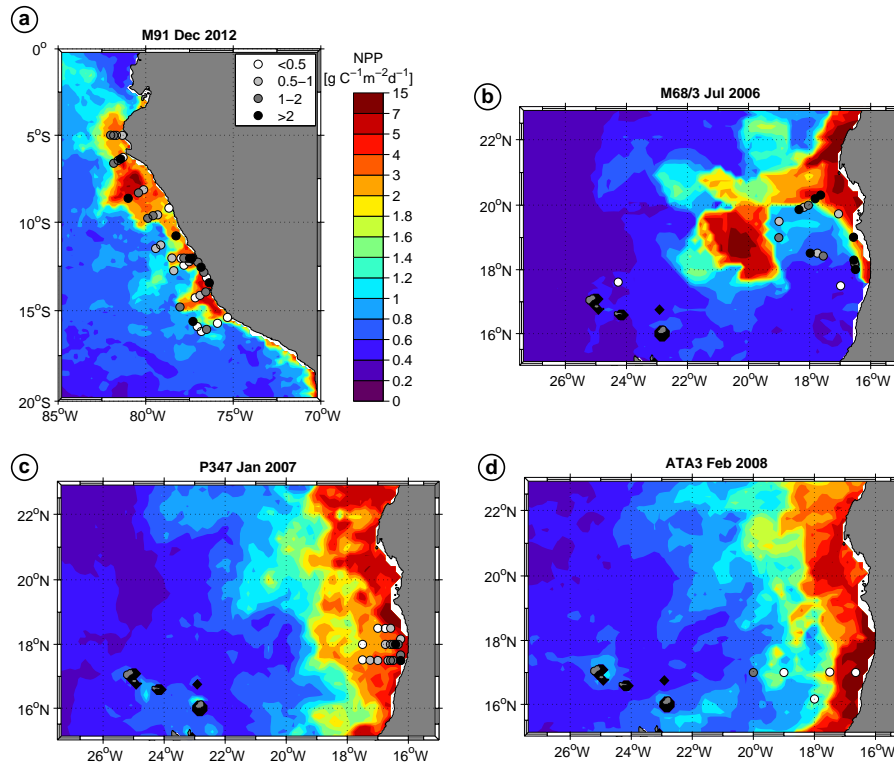 a
M91 Dec 2012
0°
5°S
10°S
15°S
20°S
85°W 80°W 75°W 70°W
<0.5
0.5–1
1–2
>2
NPP
[g C⁻¹m⁻²d⁻¹]
15
7
5
4
3
2
1.8
1.6
1.4
1.2
1
0.8
0.6
0.4
0.2
0
b
M68/3 Jul 2006
22°N
20°N
18°N
16°N
26°W 24°W 22°W 20°W 18°W 16°W
c
P347 Jan 2007
22°N
20°N
18°N
16°N
26°W 24°W 22°W 20°W 18°W 16°W
d
ATA3 Feb 2008
22°N
20°N
18°N
16°N
26°W 24°W 22°W 20°W 18°W 16°W